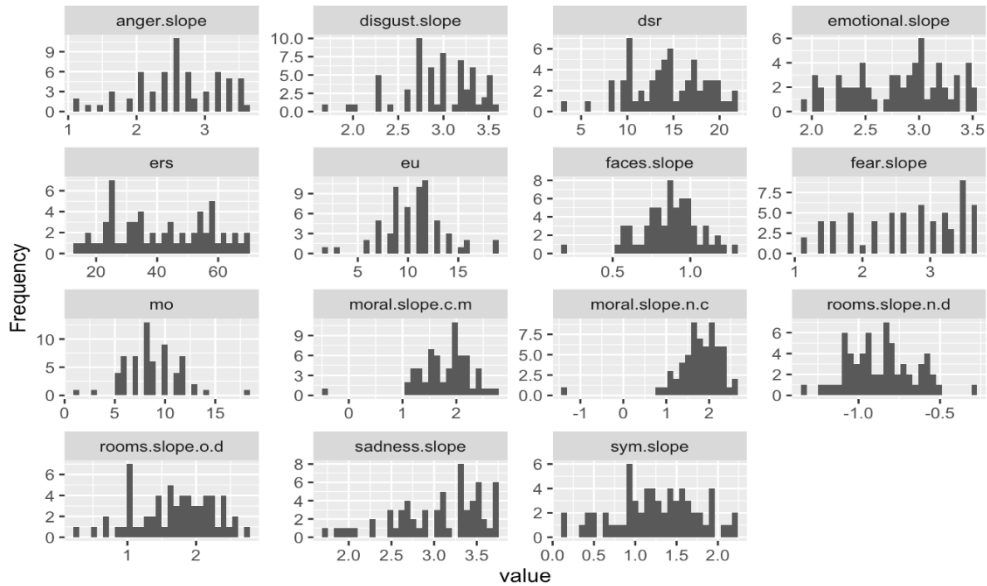 anger.slope disgust.slope dsr emotional.slope
9 6 3 0
10.0 7.5 5.0 2.5 0.0
6 4 2 0
6 4 2 0
1 2 3
2.0 2.5 3.0 3.5
5 10 15 20
2.0 2.5 3.0 3.5
ers eu faces.slope fear.slope
6 4 2 0
9 6 3 0
8 6 4 2 0
7.5 5.0 2.5 0.0
20 40 60
5 10 15
0.5 1.0
1 2 3
mo moral.slope.c.m moral.slope.n.c rooms.slope.n.d
10 5 0
9 6 3 0
7.5 5.0 2.5 0.0
6 4 2 0
0 5 10 15
0 1 2
-1 0 1 2
-1.0 -0.5
rooms.slope.o.d sadness.slope sym.slope
6 4 2 0
8 6 4 2 0
6 4 2 0
1 2
2.0 2.5 3.0 3.5
0.0 0.5 1.0 1.5 2.0
Frequency
value